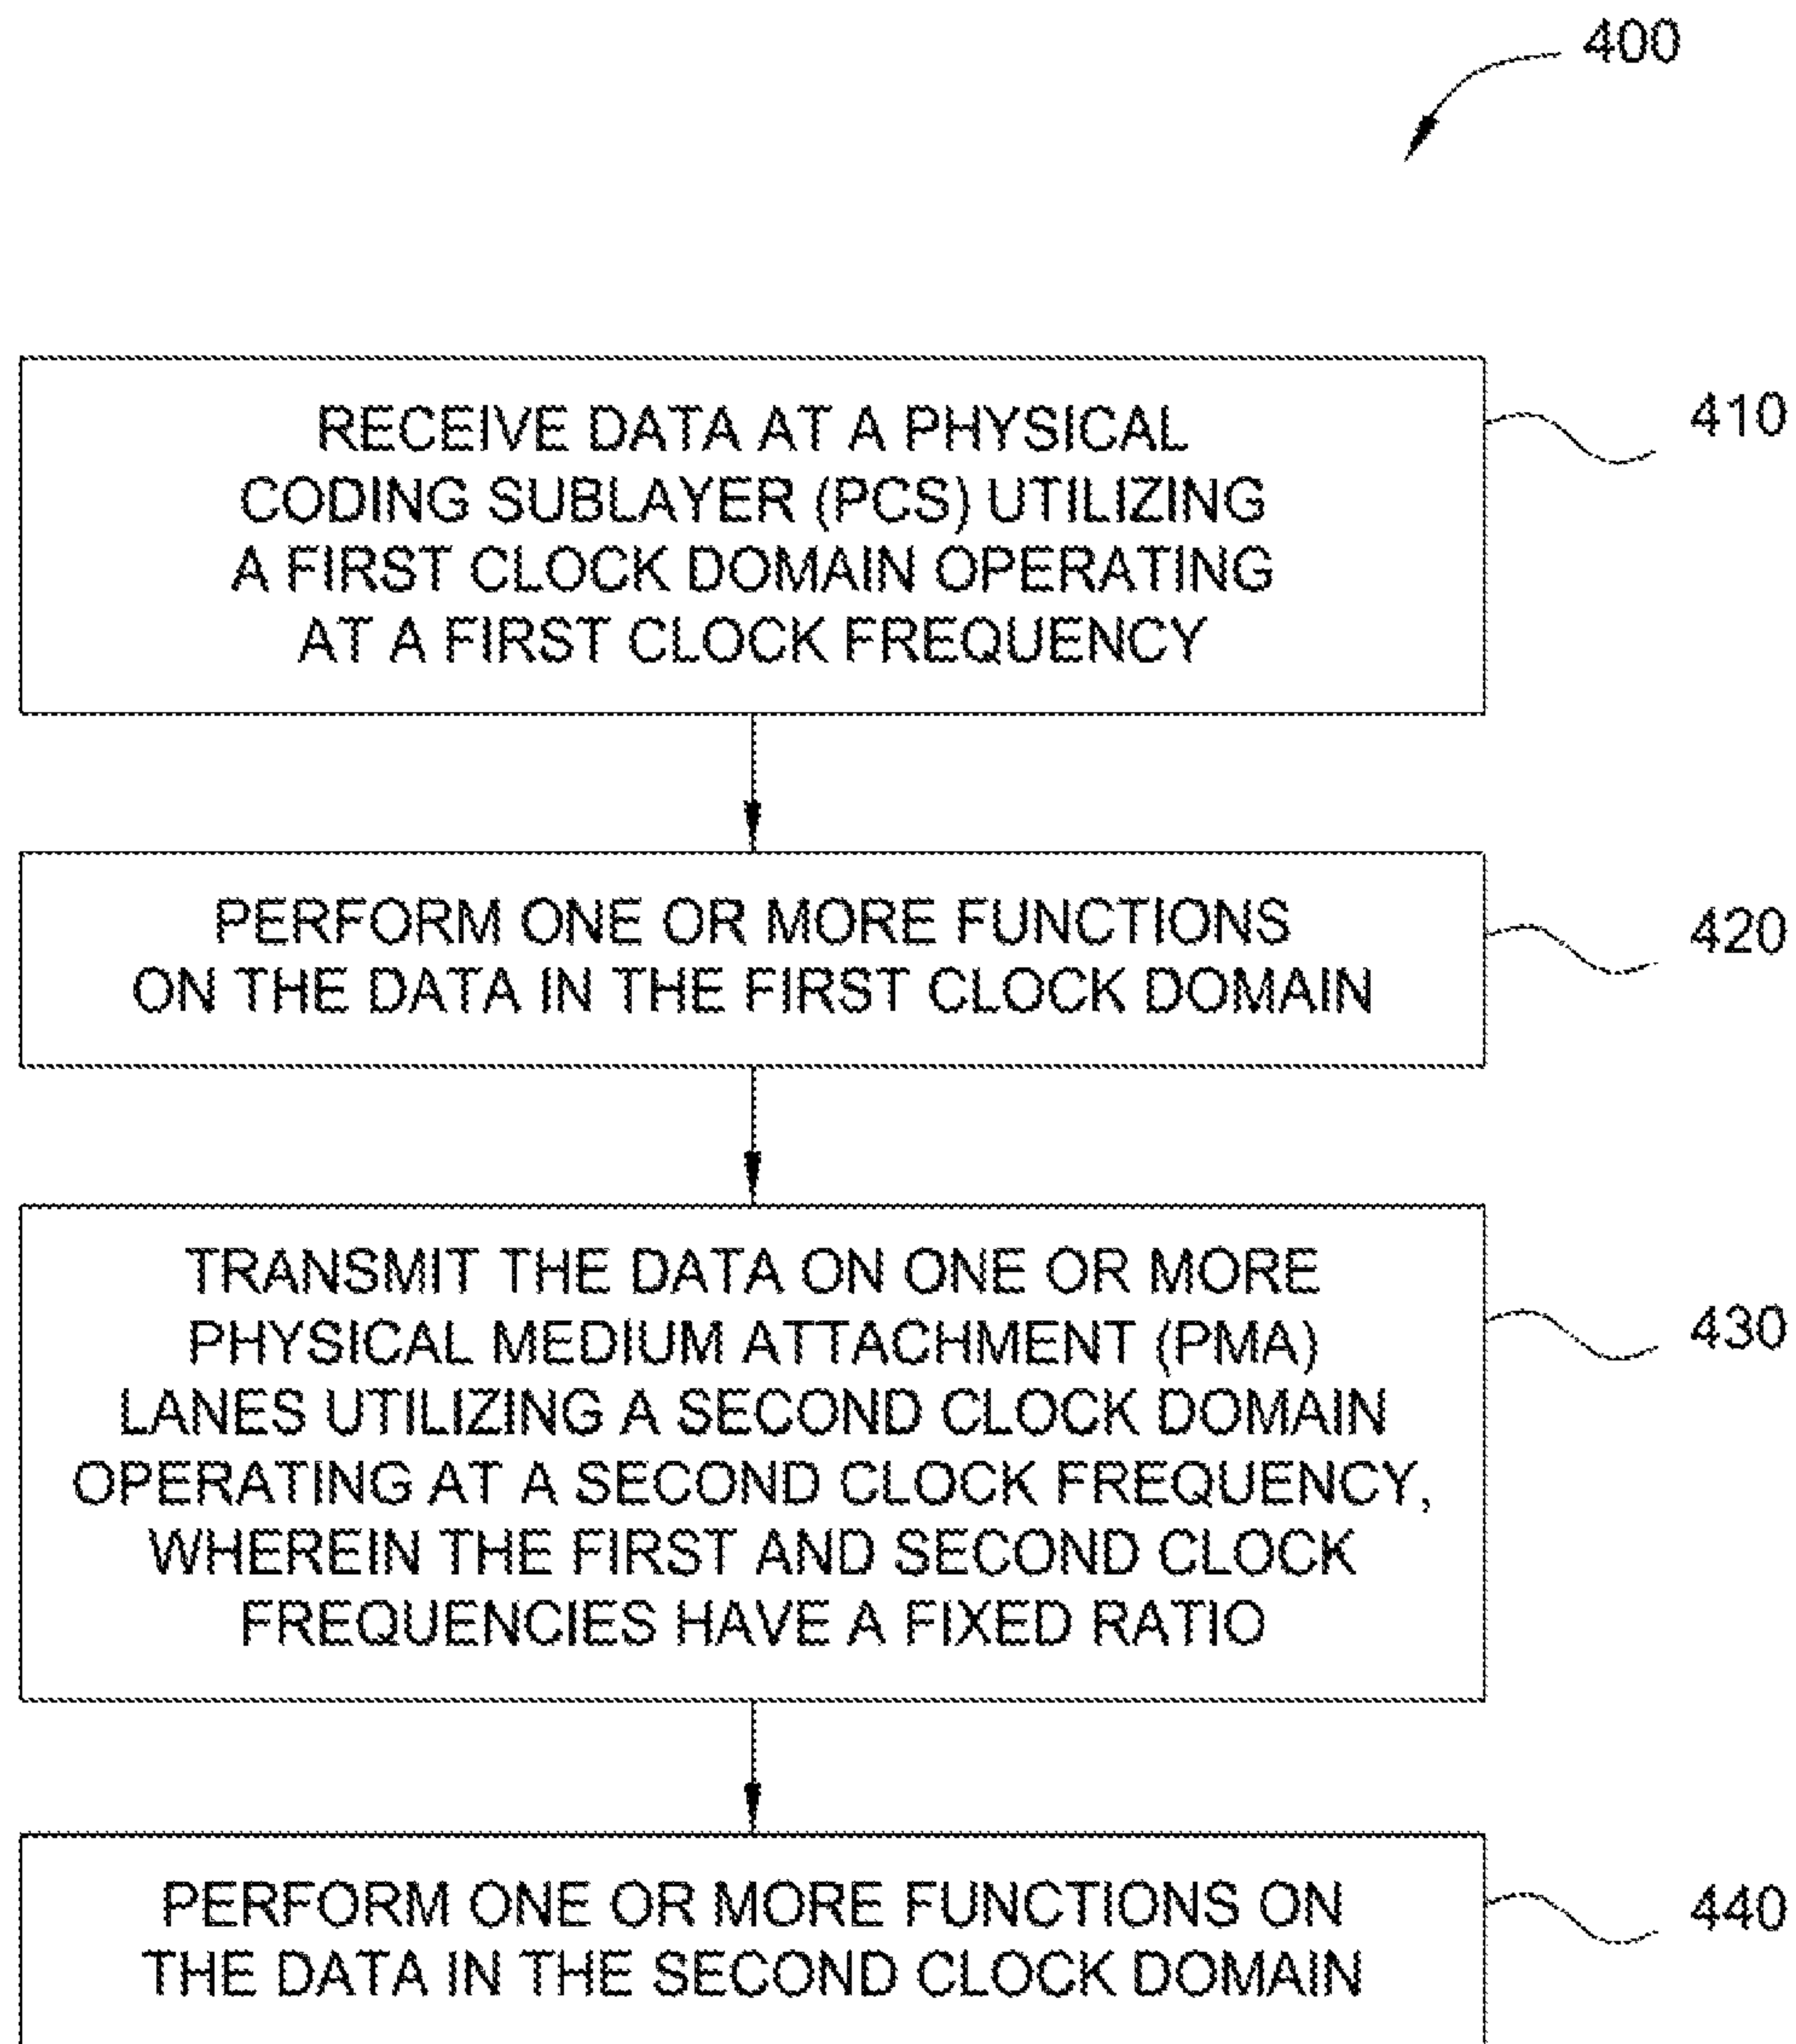 400
RECEIVE DATA AT A PHYSICAL
CODING SUBLAYER (PCS) UTILIZING
A FIRST CLOCK DOMAIN OPERATING
AT A FIRST CLOCK FREQUENCY
410
PERFORM ONE OR MORE FUNCTIONS
ON THE DATA IN THE FIRST CLOCK DOMAIN
420
TRANSMIT THE DATA ON ONE OR MORE
PHYSICAL MEDIUM ATTACHMENT (PMA)
LANES UTILIZING A SECOND CLOCK DOMAIN
OPERATING AT A SECOND CLOCK FREQUENCY,
WHEREIN THE FIRST AND SECOND CLOCK
FREQUENCIES HAVE A FIXED RATIO
430
PERFORM ONE OR MORE FUNCTIONS ON
THE DATA IN THE SECOND CLOCK DOMAIN
440